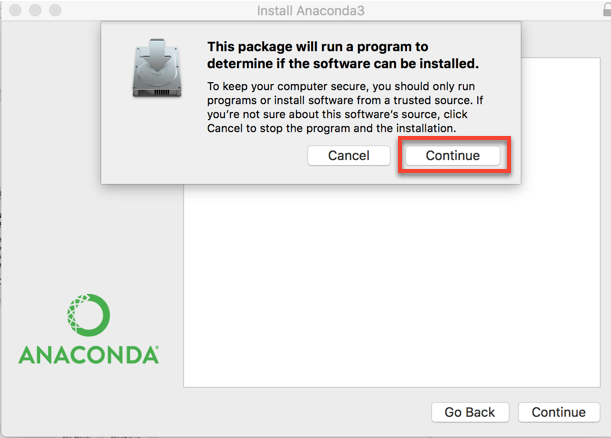 Install Anaconda3
This package will run a program to
determine if the software can be installed.
To keep your computer secure, you should only run
programs or install software from a trusted source. If
you're not sure about this software's source, click
Cancel to stop the program and the installation.
Cancel
Continue
ANACONDA®
Go Back
Continue